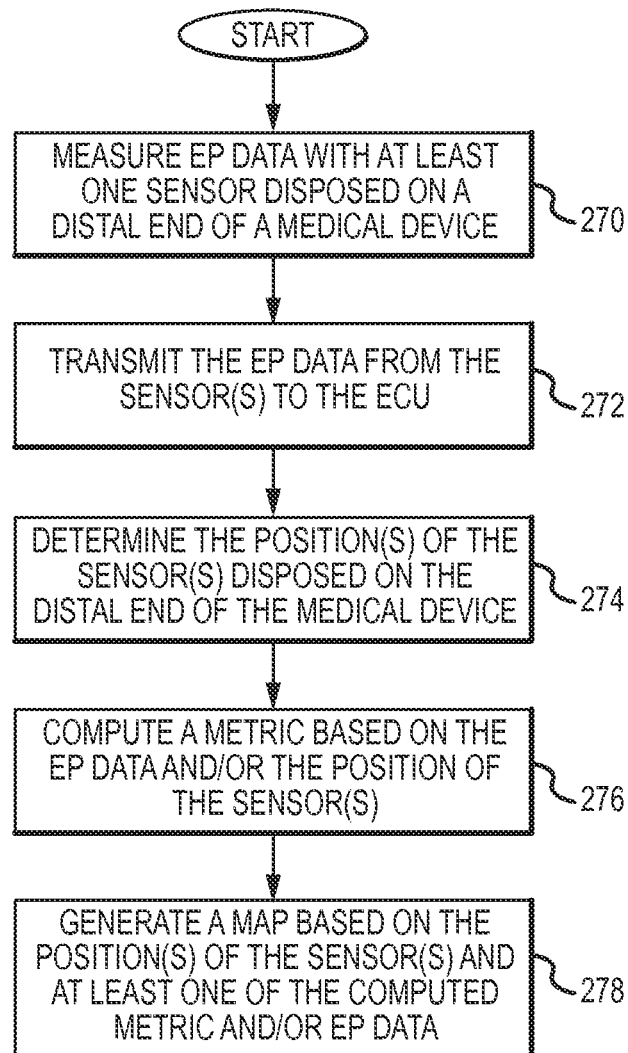 START
MEASURE EP DATA WITH AT LEAST
ONE SENSOR DISPOSED ON A
DISTAL END OF A MEDICAL DEVICE
270
TRANSMIT THE EP DATA FROM THE
SENSOR(S) TO THE ECU
272
DETERMINE THE POSITION(S) OF THE
SENSOR(S) DISPOSED ON THE
DISTAL END OF THE MEDICAL DEVICE
274
COMPUTE A METRIC BASED ON THE
EP DATA AND/OR THE POSITION OF
THE SENSOR(S)
276
GENERATE A MAP BASED ON THE
POSITION(S) OF THE SENSOR(S) AND
AT LEAST ONE OF THE COMPUTED
METRIC AND/OR EP DATA
278